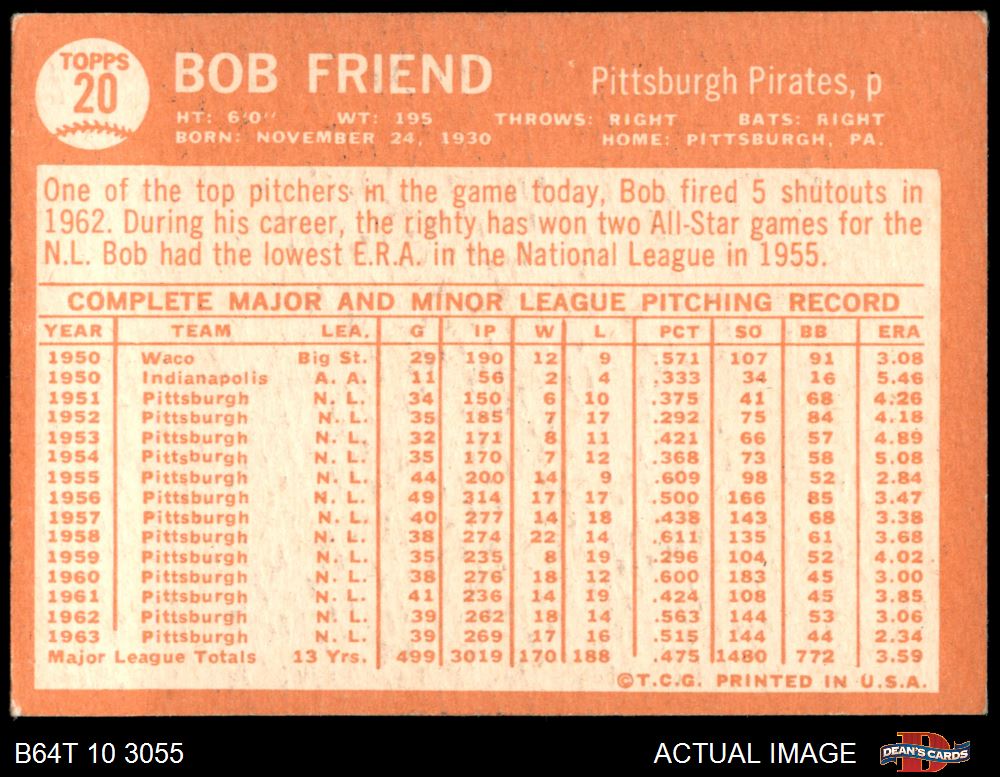 TOPPS
20
BOB FRIEND
Pittsburgh Pirates, p
HT: 6'0" WT: 195 THROWS: RIGHT BATS: RIGHT
BORN: NOVEMBER 24, 1930 HOME: PITTSBURGH, PA.
One of the top pitchers in the game today, Bob fired 5 shutouts in
1962. During his career, the righty has won two All-Star games for the
N.L. Bob had the lowest E.R.A. in the National League in 1955.
COMPLETE MAJOR AND MINOR LEAGUE PITCHING RECORD
YEAR TEAM LEA. G IP W L PCT SO BB ERA
1950 Waco Big St. 29 190 12 9 .571 107 91 3.08
1950 Indianapolis A. A. 11 56 2 4 .333 34 16 5.46
1951 Pittsburgh N. L. 34 150 6 10 .375 41 68 4.26
1952 Pittsburgh N. L. 35 185 7 17 .292 75 84 4.18
1953 Pittsburgh N. L. 32 171 8 11 .421 66 57 4.89
1954 Pittsburgh N. L. 35 170 7 12 .368 73 58 5.08
1955 Pittsburgh N. L. 44 200 14 9 .609 98 52 2.84
1956 Pittsburgh N. L. 49 314 17 17 .500 166 85 3.47
1957 Pittsburgh N. L. 40 277 14 18 .438 143 68 3.38
1958 Pittsburgh N. L. 38 274 22 14 .611 135 61 3.68
1959 Pittsburgh N. L. 35 235 8 19 .296 104 52 4.02
1960 Pittsburgh N. L. 38 276 18 12 .600 183 45 3.00
1961 Pittsburgh N. L. 41 236 14 19 .424 108 45 3.85
1962 Pittsburgh N. L. 39 262 18 14 .563 144 53 3.06
1963 Pittsburgh N. L. 39 269 17 16 .515 144 44 2.34
Major League Totals 13 Yrs. 499 3019 170 188 .475 1480 772 3.59
©T.C.G. PRINTED IN U.S.A.
B64T 10 3055
ACTUAL IMAGE
DEAN'S CARDS